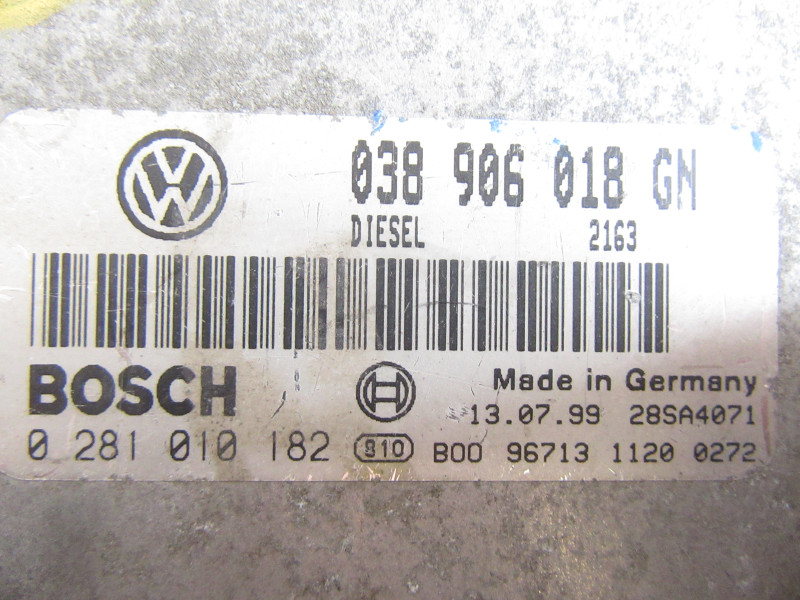 038 906 018 GN
DIESEL 2163
BOSCH
Made in Germany
13.07.99 28SA4071
0 281 010 182 810 B00 96713 1120 0272